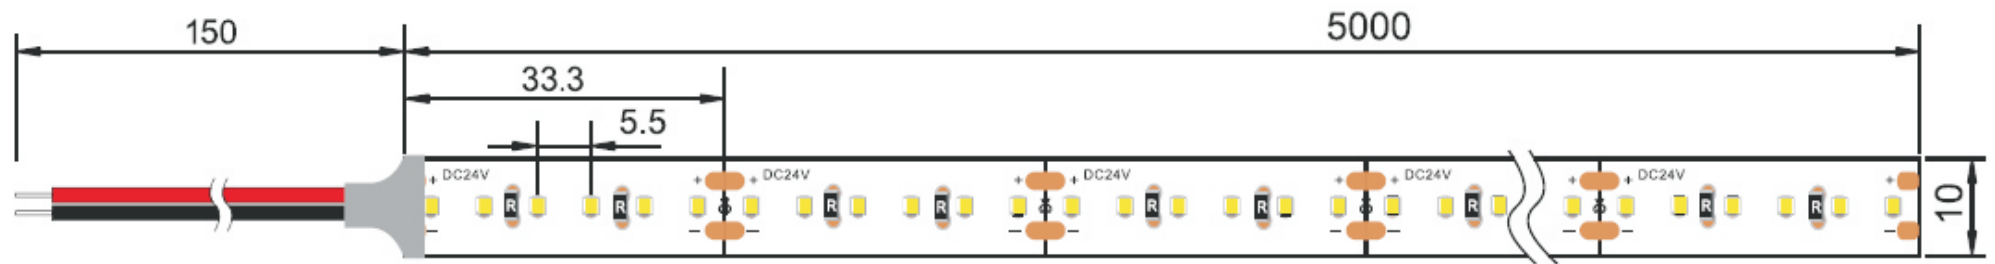 150
5000
33.3
5.5
+ DC24V + + DC24V + + DC24V + + DC24V + + DC24V +
R R R R R R R R R
10
- - - - - - - - - -